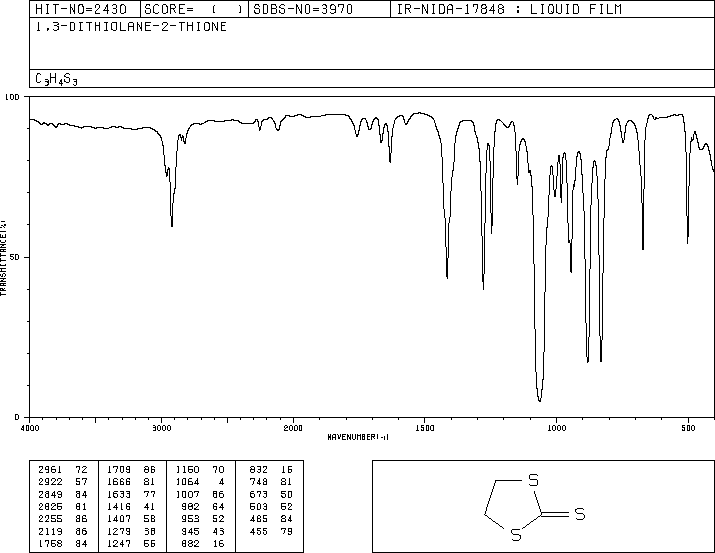 HIT-NO=2430 SCORE= ( ) SDBS-NO=3970 IR-NIDA-17848 : LIQUID FILM
1,3-DITHIOLANE-2-THIONE
C3H4S3
100
50
0
TRANSMITTANCE(%)
4000 3000 2000 1500 1000 500
WAVENUMBER(-1)
2961 72 1709 86 1150 70 832 16
2922 57 1666 81 1064 4 748 81
2849 84 1633 77 1007 66 673 50
2825 81 1416 41 982 64 503 52
2255 86 1407 58 953 52 485 84
2119 86 1279 38 945 43 455 79
1758 84 1247 55 882 16
S
S
S